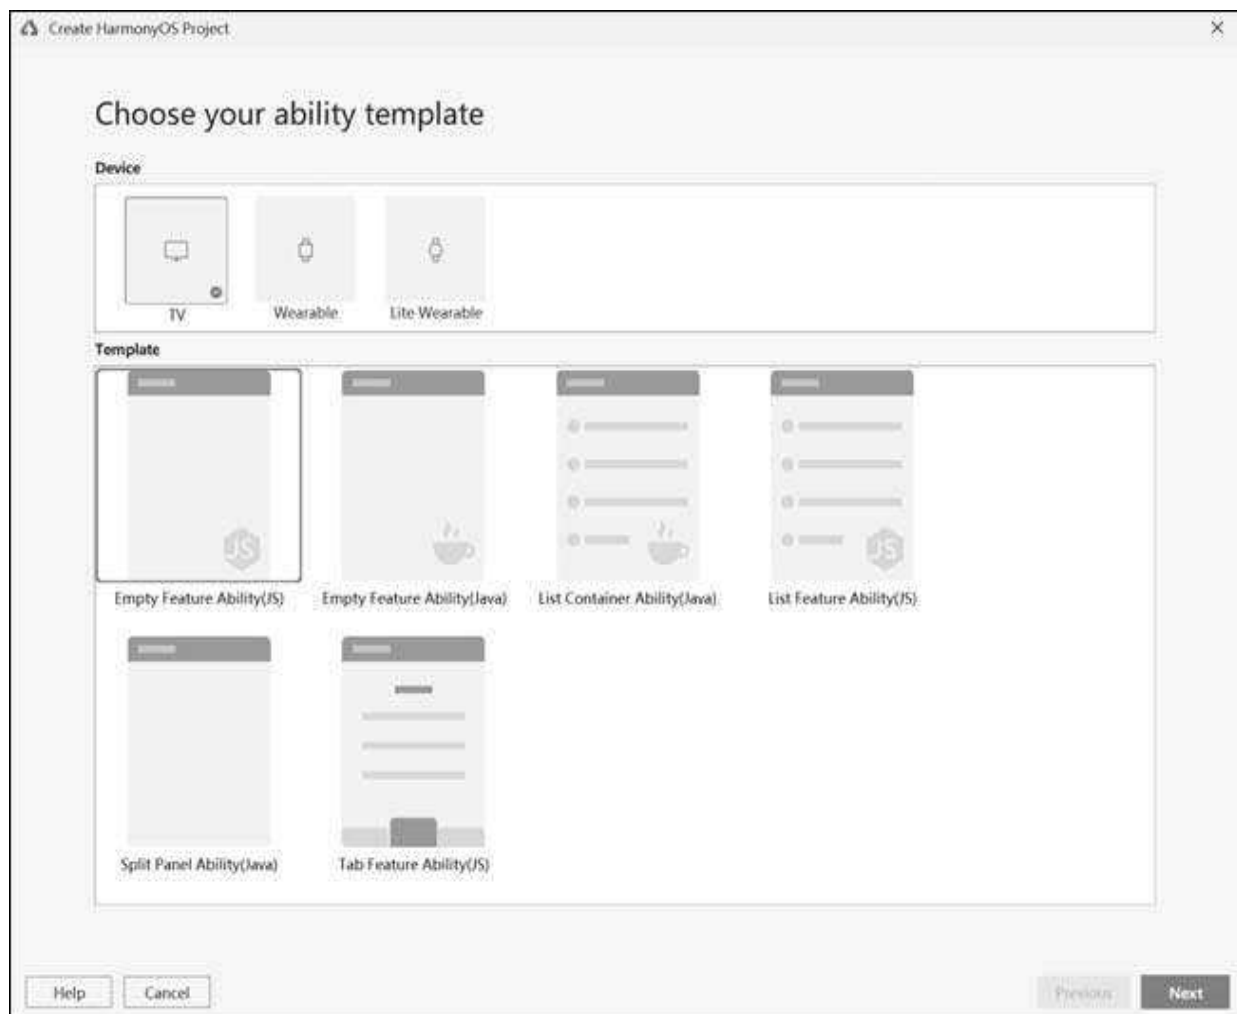 Create HarmonyOS Project
Choose your ability template
Device
TV
Wearable
Lite Wearable
Template
JS
JS
Empty Feature Ability(JS)
Empty Feature Ability(Java)
List Container Ability(Java)
List Feature Ability(JS)
Split Panel Ability(Java)
Tab Feature Ability(JS)
Help
Cancel
Previous
Next